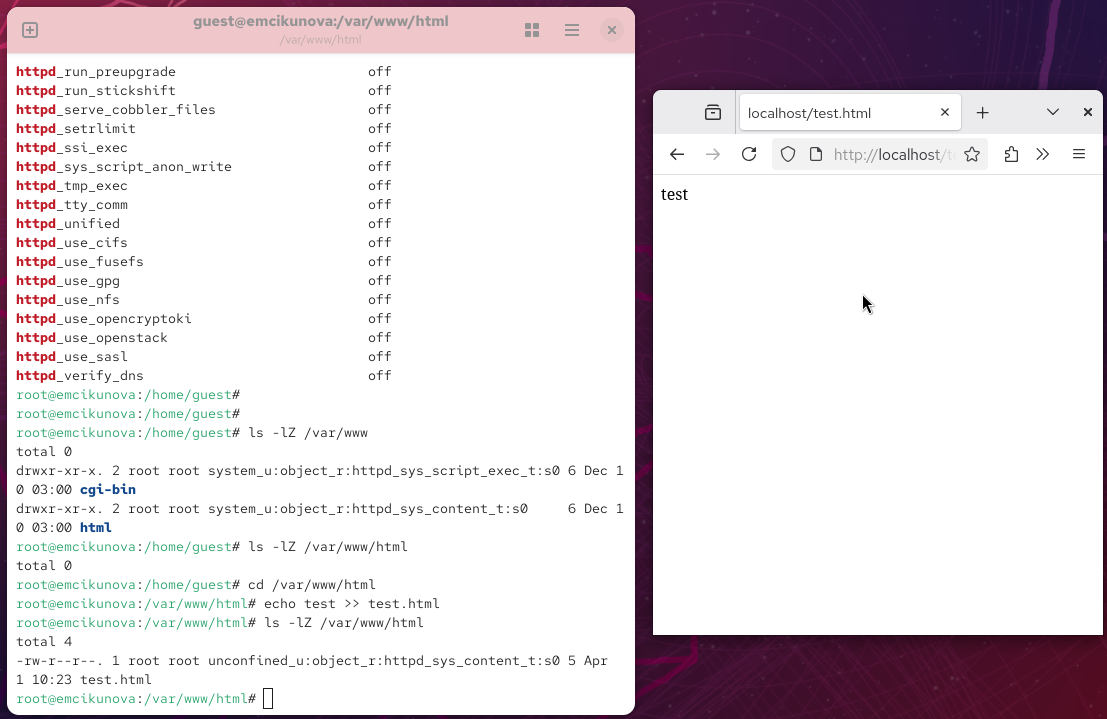 guest@emcikunova:/var/www/html
/var/www/html
httpd_run_preupgrade off
httpd_run_stickshift off
httpd_serve_cobbler_files off
httpd_setrlimit off
httpd_ssi_exec off
httpd_sys_script_anon_write off
httpd_tmp_exec off
httpd_tty_comm off
httpd_unified off
httpd_use_cifs off
httpd_use_fusefs off
httpd_use_gpg off
httpd_use_nfs off
httpd_use_opencryptoki off
httpd_use_openstack off
httpd_use_sasl off
httpd_verify_dns off
root@emcikunova:/home/guest#
root@emcikunova:/home/guest#
root@emcikunova:/home/guest# ls -lZ /var/www
total 0
drwxr-xr-x. 2 root root system_u:object_r:httpd_sys_script_exec_t:s0 6 Dec 1
0 03:00 cgi-bin
drwxr-xr-x. 2 root root system_u:object_r:httpd_sys_content_t:s0     6 Dec 1
0 03:00 html
root@emcikunova:/home/guest# ls -lZ /var/www/html
total 0
root@emcikunova:/home/guest# cd /var/www/html
root@emcikunova:/var/www/html# echo test >> test.html
root@emcikunova:/var/www/html# ls -lZ /var/www/html
total 4
-rw-r--r--. 1 root root unconfined_u:object_r:httpd_sys_content_t:s0 5 Apr
1 10:23 test.html
root@emcikunova:/var/www/html#
localhost/test.html
http://localhost/te
test